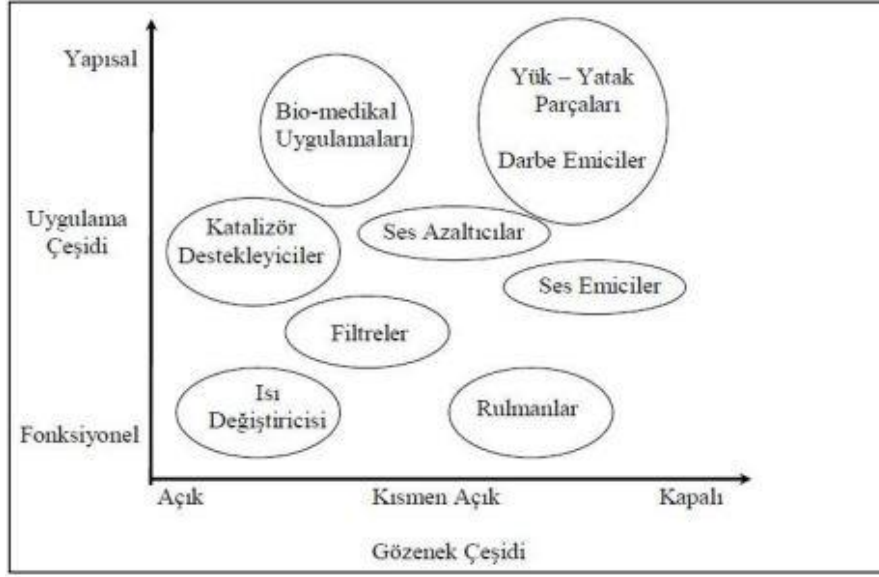 Yapısal
Yük – Yatak
Parçaları
Darbe Emiciler
Bio-medikal
Uygulamaları
Uygulama
Çeşidi
Katalizör
Destekleyiciler
Ses Azaltıcılar
Ses Emiciler
Filtreler
Isı
Değiştiricisi
Rulmanlar
Fonksiyonel
Açık
Kısmen Açık
Kapalı
Gözenek Çeşidi